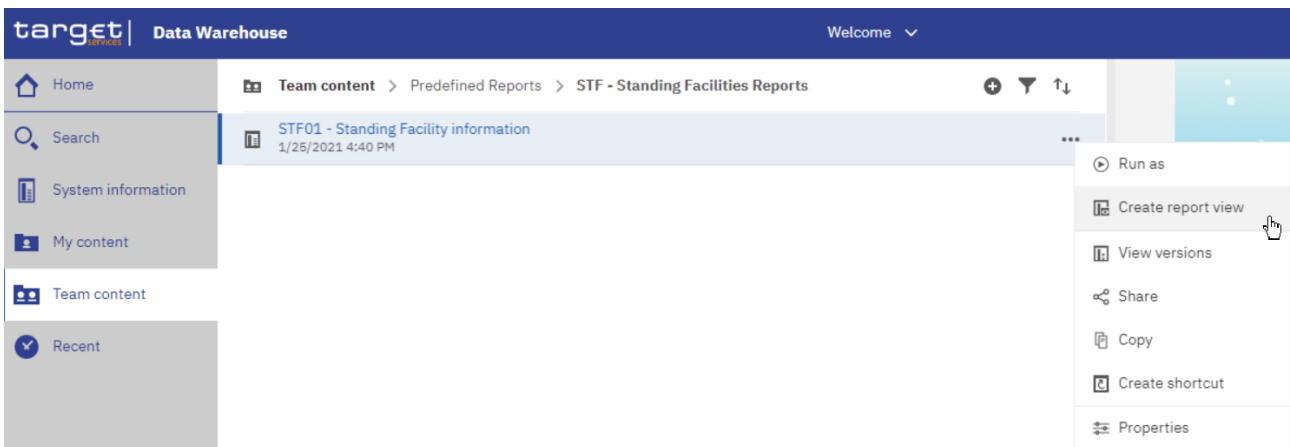 target services | Data Warehouse
Welcome
Home
Search
System information
My content
Team content
Recent
Team content > Predefined Reports > STF - Standing Facilities Reports
STF01 - Standing Facility information
1/25/2021 4:40 PM
Run as
Create report view
View versions
Share
Copy
Create shortcut
Properties